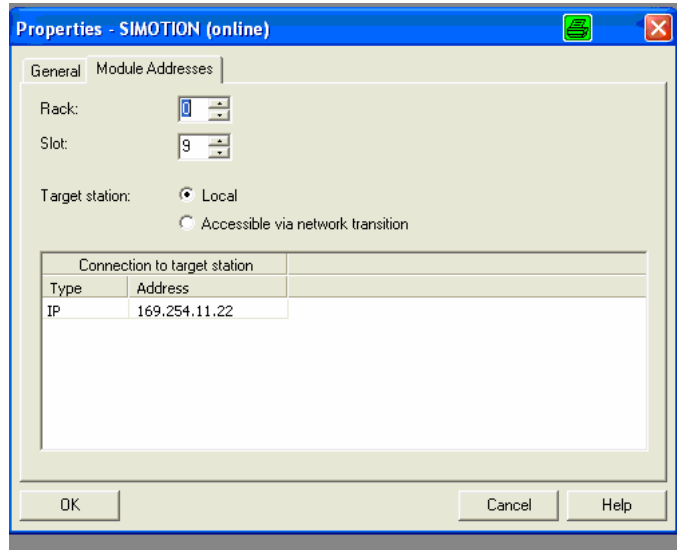 Properties - SIMOTION (online)
General Module Addresses
Rack: 0
Slot: 9
Target station: Local
Accessible via network transition
Connection to target station
Type Address
IP 169.254.11.22
OK Cancel Help